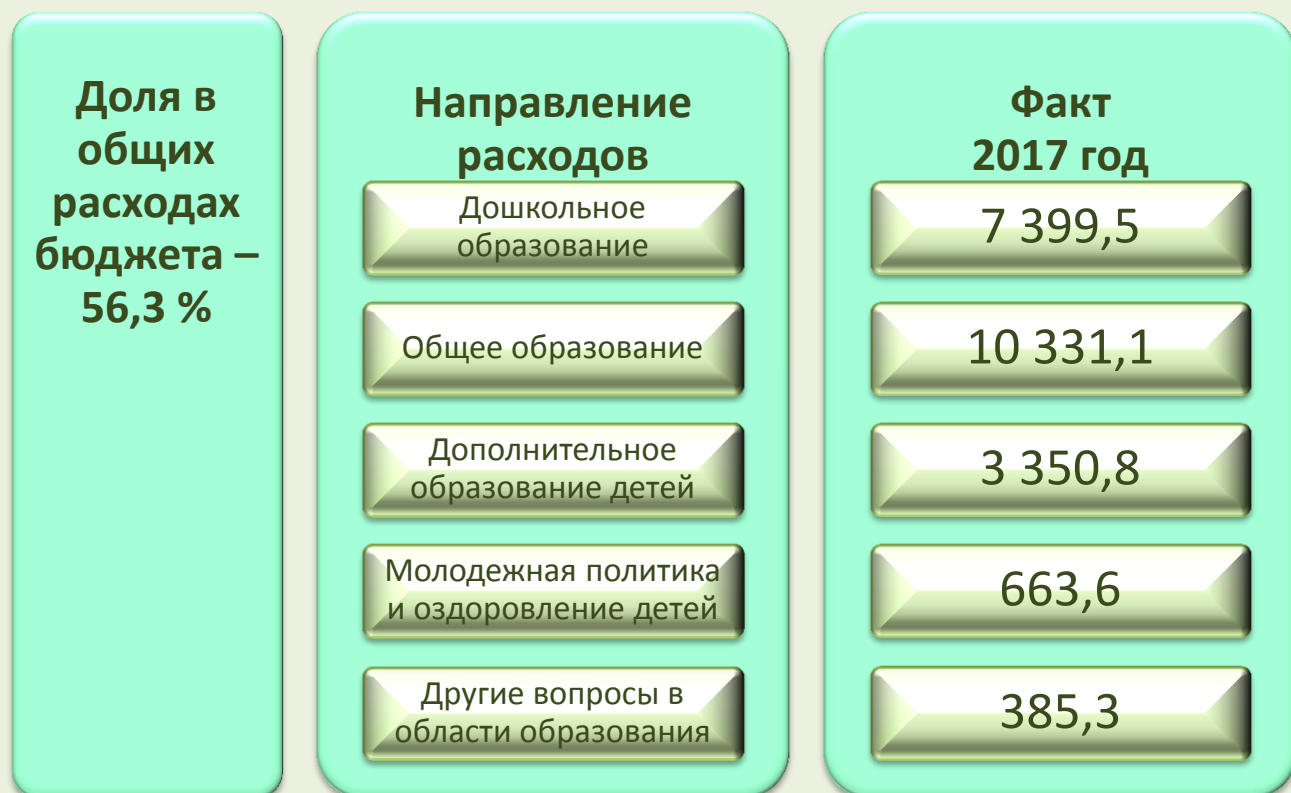 Доля в
общих
расходах
бюджета –
56,3 %
Направление
расходов
Дошкольное
образование
Общее образование
Дополнительное
образование детей
Молодежная политика
и оздоровление детей
Другие вопросы в
области образования
Факт
2017 год
7 399,5
10 331,1
3 350,8
663,6
385,3